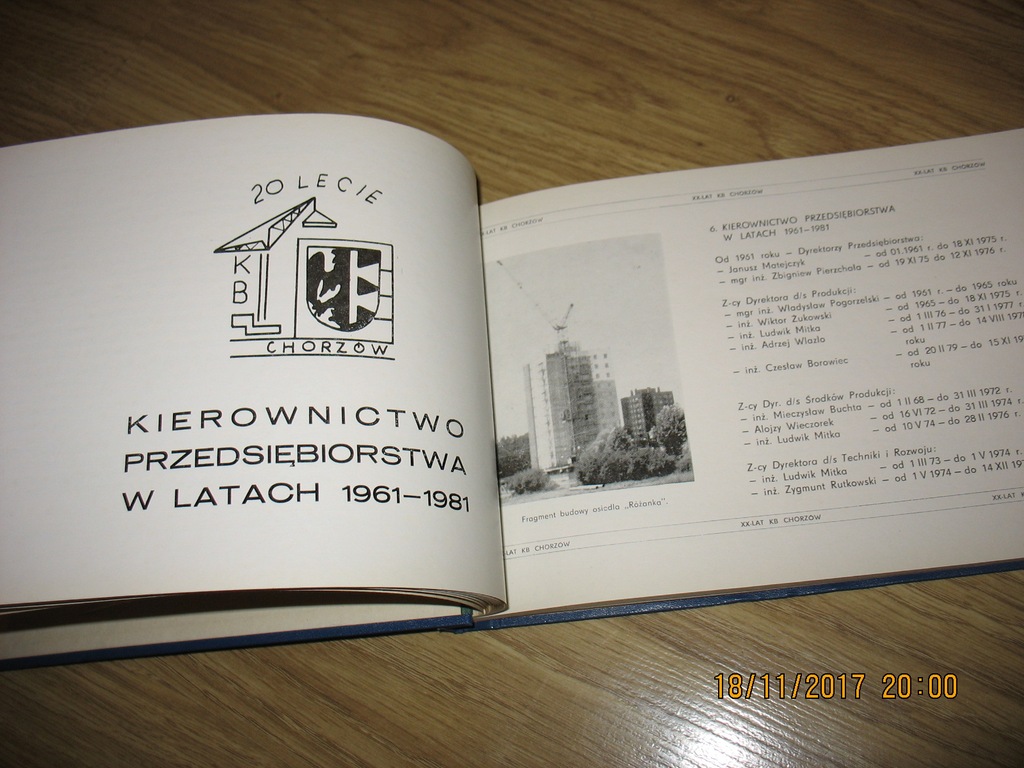 20 LECIE
KB
CHORZÓW
KIEROWNICTWO
PRZEDSIĘBIORSTWA
W LATACH 1961—1981
XX-LAT KB CHORZÓW XX-LAT KB CHORZÓW
KB CHORZÓW
Fragment budowy osiedla „Różanka".
6. KIEROWNICTWO PRZEDSIĘBIORSTWA
W LATACH 1961—1981
Od 1961 roku — Dyrektorzy Przedsiębiorstwa:
— Janusz Matejczyk — od 01.1961 r. do 18 XI 1975 r.
— mgr inż. Zbigniew Pierzchała — od 19 XI 75 do 12 XI 1976 r.
Z-cy Dyrektora d/s Produkcji:
— mgr inż. Władysław Pogorzelski — od 1961 r. — do 1965 roku
— inż. Wiktor Żukowski — od 1965 — do 18 XI 1975 r.
— inż. Ludwik Mitka — od 1 III 76 — do 31 I 1977 r.
— inż. Adrzej Wlazło — od 1 II 77 — do 14 VIII
roku
— inż. Czesław Borowiec — od 20 II 79 — do 15 XI
roku
Z-cy Dyr. d/s Środków Produkcji:
— inż. Mieczysław Buchta — od 1 II 68 — do 31 III 1972 r.
— Alojzy Wieczorek — od 16 VI 72 — do 31 III 1974 r.
— inż. Ludwik Mitka — od 10 V 74 — do 28 II 1976 r.
Z-cy Dyrektora d/s Techniki i Rozwoju:
— inż. Ludwik Mitka — od 1 III 73 — do 1 V 1974 r.
— inż. Zygmunt Rutkowski — od 1 V 1974 — do 14 XII
LAT KB CHORZÓW XX-LAT KB CHORZÓW XX-LAT
18/11/2017 20:00